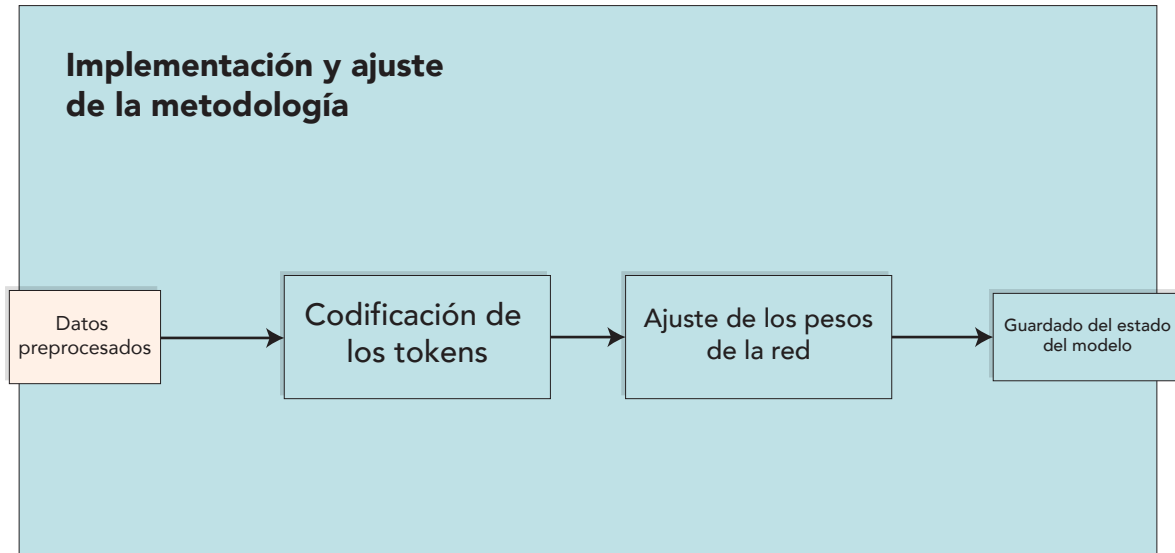 Implementación y ajuste
de la metodología
Datos
preprocesados
Codificación de
los tokens
Ajuste de los pesos
de la red
Guardado del estado
del modelo